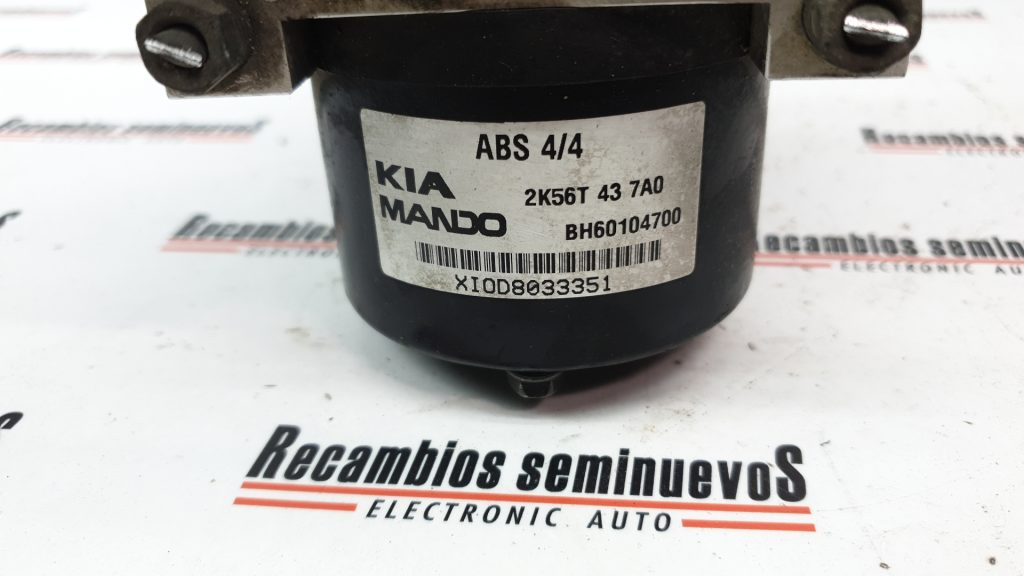 ABS 4/4
KIA
MANDO
2K56T 43 7A0
BH60104700
XIOD8033351
Recambios seminuevos
ELECTRONIC AUTO